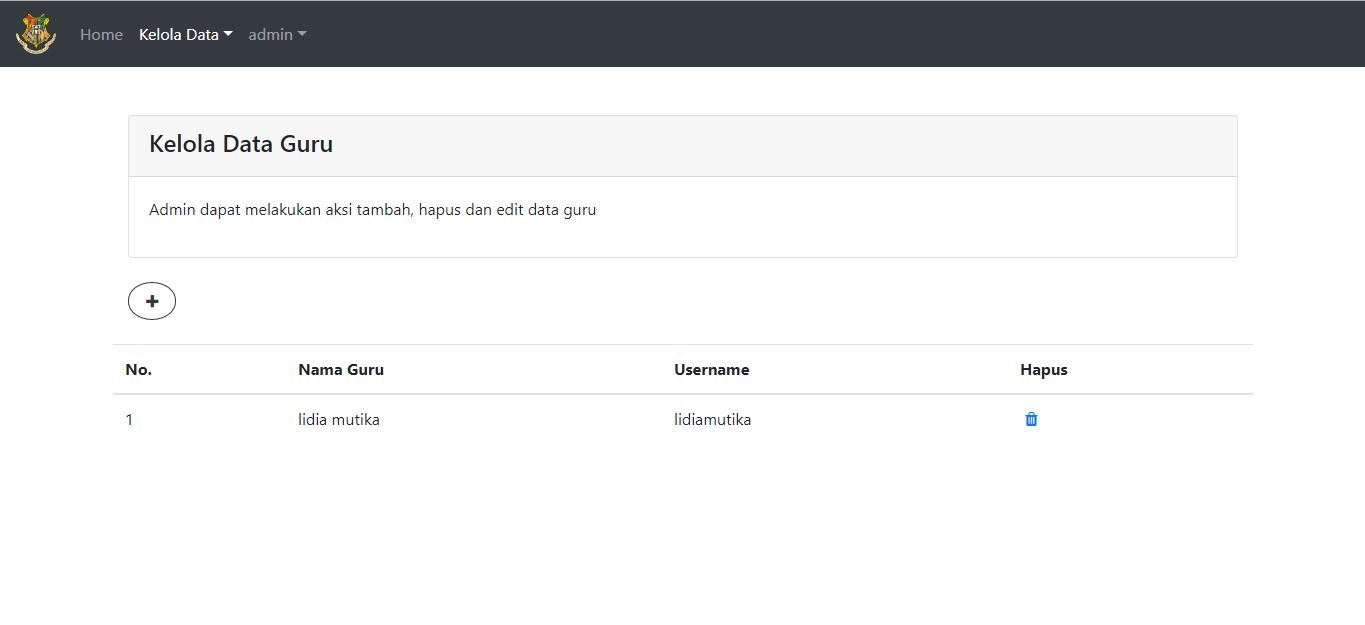 Home Kelola Data admin
Kelola Data Guru
Admin dapat melakukan aksi tambah, hapus dan edit data guru
No. Nama Guru Username Hapus
1 lidia mutika lidiamutika